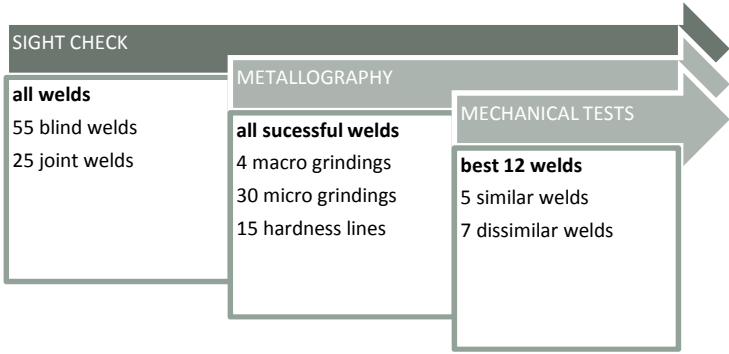 SIGHT CHECK
all welds
55 blind welds
25 joint welds
METALLOGRAPHY
all sucessful welds
4 macro grindings
30 micro grindings
15 hardness lines
MECHANICAL TESTS
best 12 welds
5 similar welds
7 dissimilar welds